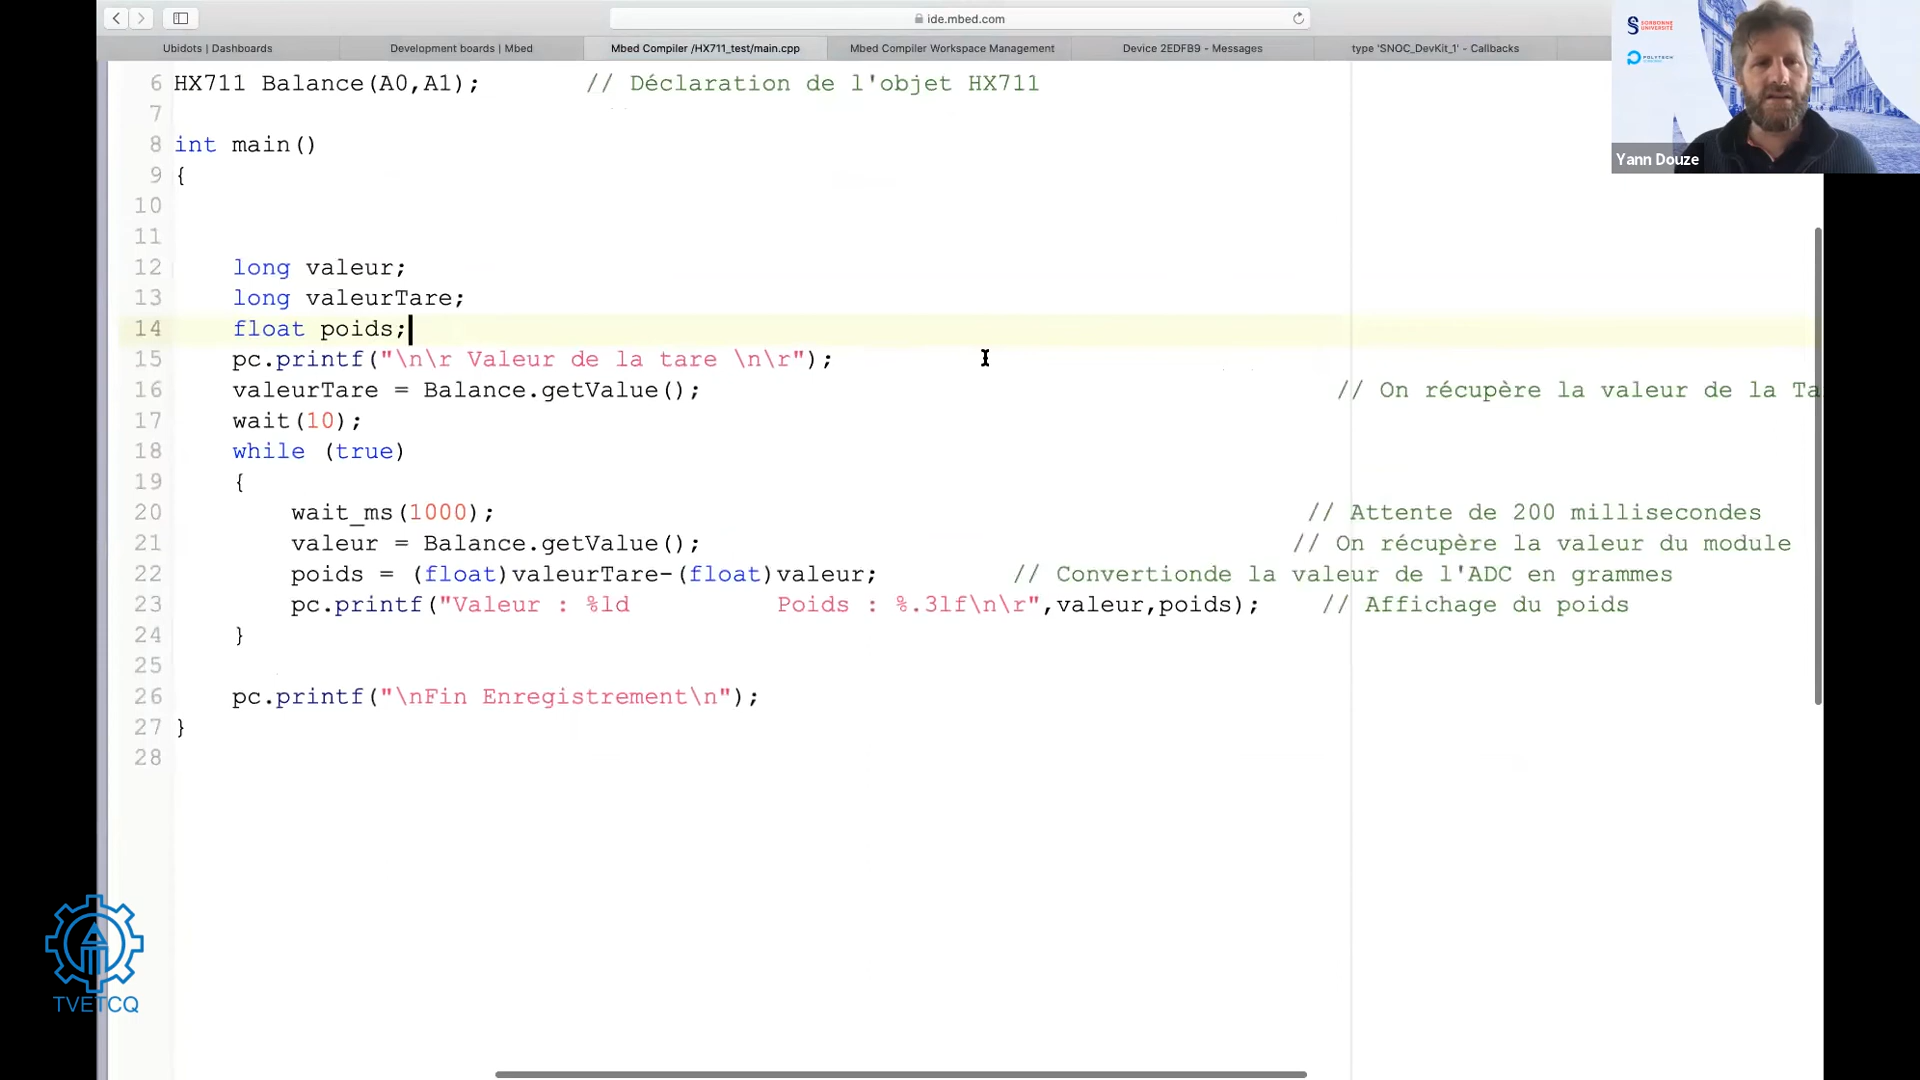 ide.mbed.com
Ubidots | Dashboards
Development boards | Mbed
Mbed Compiler /HX711_test/main.cpp
Mbed Compiler Workspace Management
Device 2EDFB9 - Messages
type 'SNOC_DevKit_1' - Callbacks
SORBONNE
UNIVERSITÉ
POLYTECH
Yann Douze
6 HX711 Balance(A0,A1); // Déclaration de l'objet HX711
7
8 int main()
9 {
10
11
12 long valeur;
13 long valeurTare;
14 float poids;
15 pc.printf("\n\r Valeur de la tare \n\r");
16 valeurTare = Balance.getValue(); // On récupère la valeur de la Ta
17 wait(10);
18 while (true)
19 {
20 wait_ms(1000); // Attente de 200 millisecondes
21 valeur = Balance.getValue(); // On récupère la valeur du module
22 poids = (float)valeurTare-(float)valeur; // Convertionde la valeur de l'ADC en grammes
23 pc.printf("Valeur : %ld Poids : %.3lf\n\r",valeur,poids); // Affichage du poids
24 }
25
26 pc.printf("\nFin Enregistrement\n");
27 }
28
TVETCQ